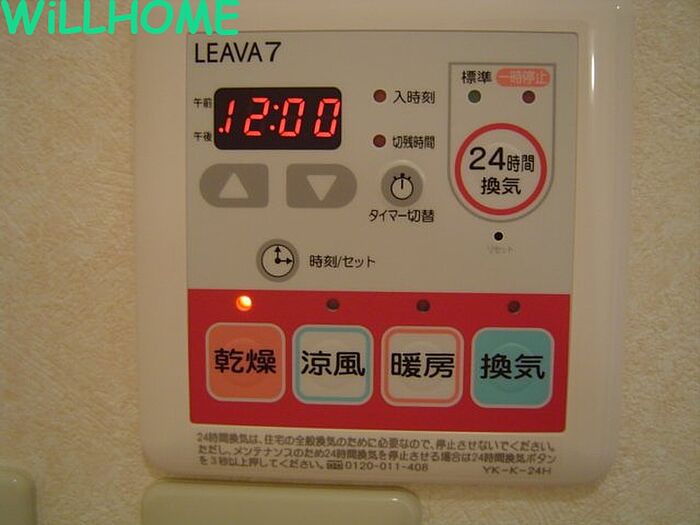 WiLLHOME
LEAVA7
午前
12:00
午後
入時刻
切残時間
標準
一時停止
24時間
換気
タイマー切替
リセット
時刻/セット
乾燥
涼風
暖房
換気
24時間換気は、住宅の全般換気のために必要なので、停止させないでください。
ただし、メンテナンスのため24時間換気を停止させる場合は24時間換気ボタン
を3秒以上押してください。 0120-011-408
YK-K-24H